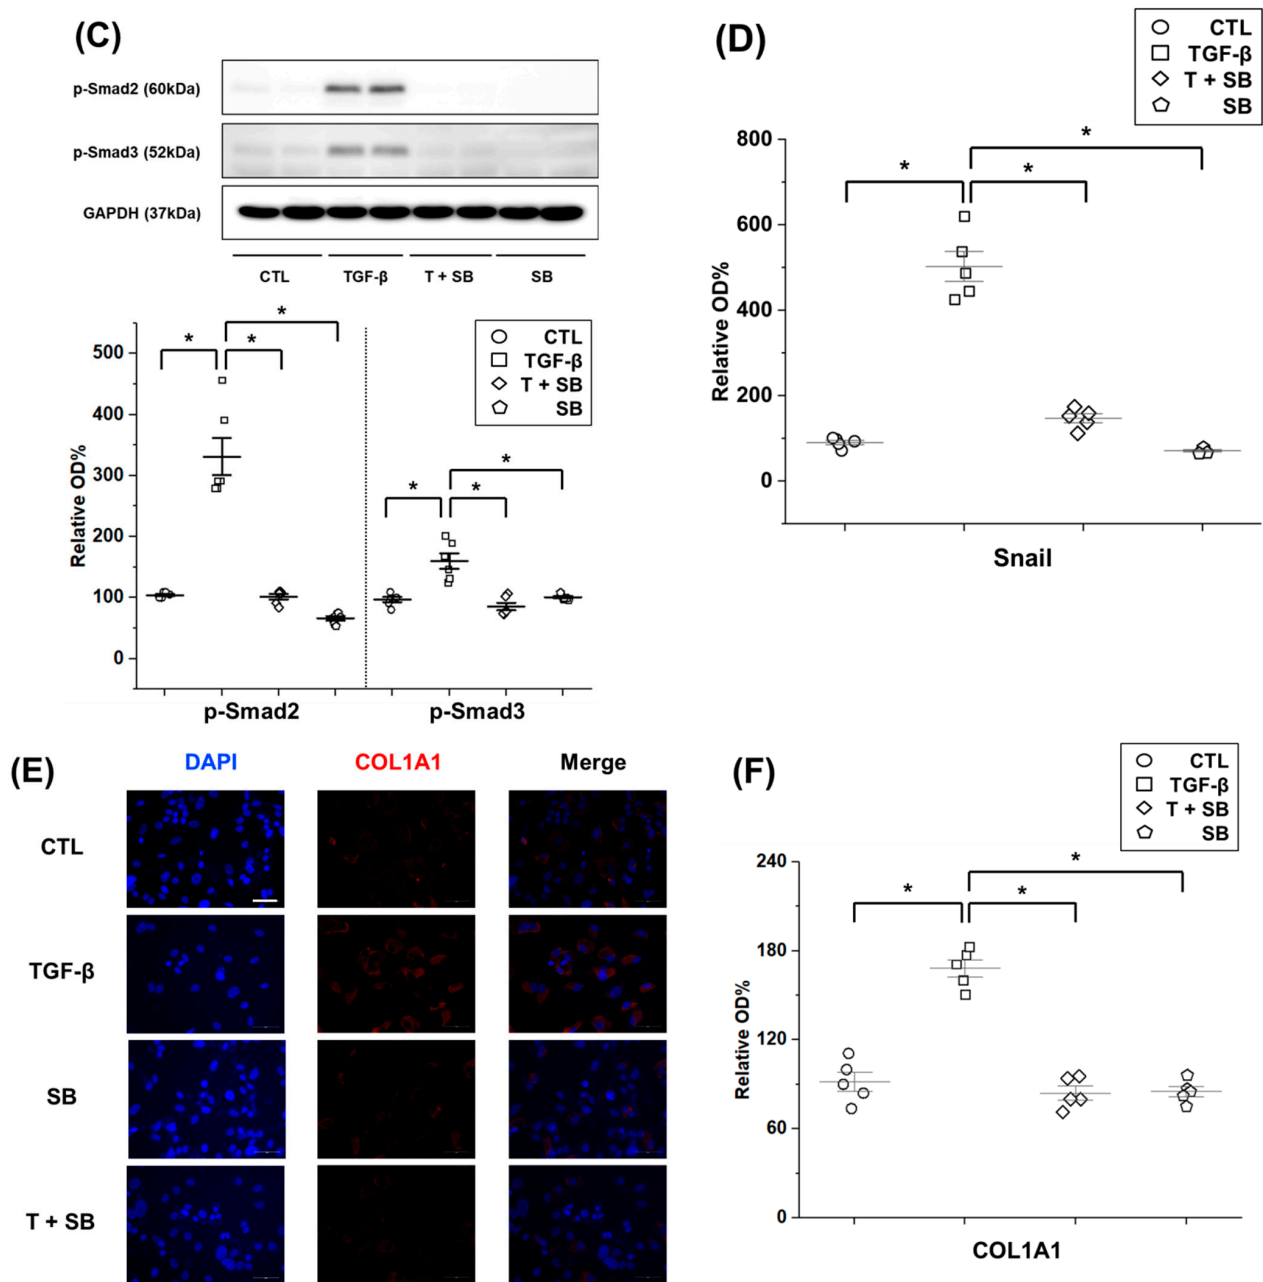 (C)
p-Smad2 (60kDa)
p-Smad3 (52kDa)
GAPDH (37kDa)
CTL TGF-β T + SB SB
* * *
* * *
CTL
TGF-β
T + SB
SB
Relative OD%
500
400
300
200
100
0
p-Smad2 p-Smad3
(D)
CTL
TGF-β
T + SB
SB
* * *
Relative OD%
800
600
400
200
0
Snail
(E)
DAPI COL1A1 Merge
CTL
TGF-β
SB
T + SB
(F)
CTL
TGF-β
T + SB
SB
* * *
Relative OD%
240
180
120
60
0
COL1A1